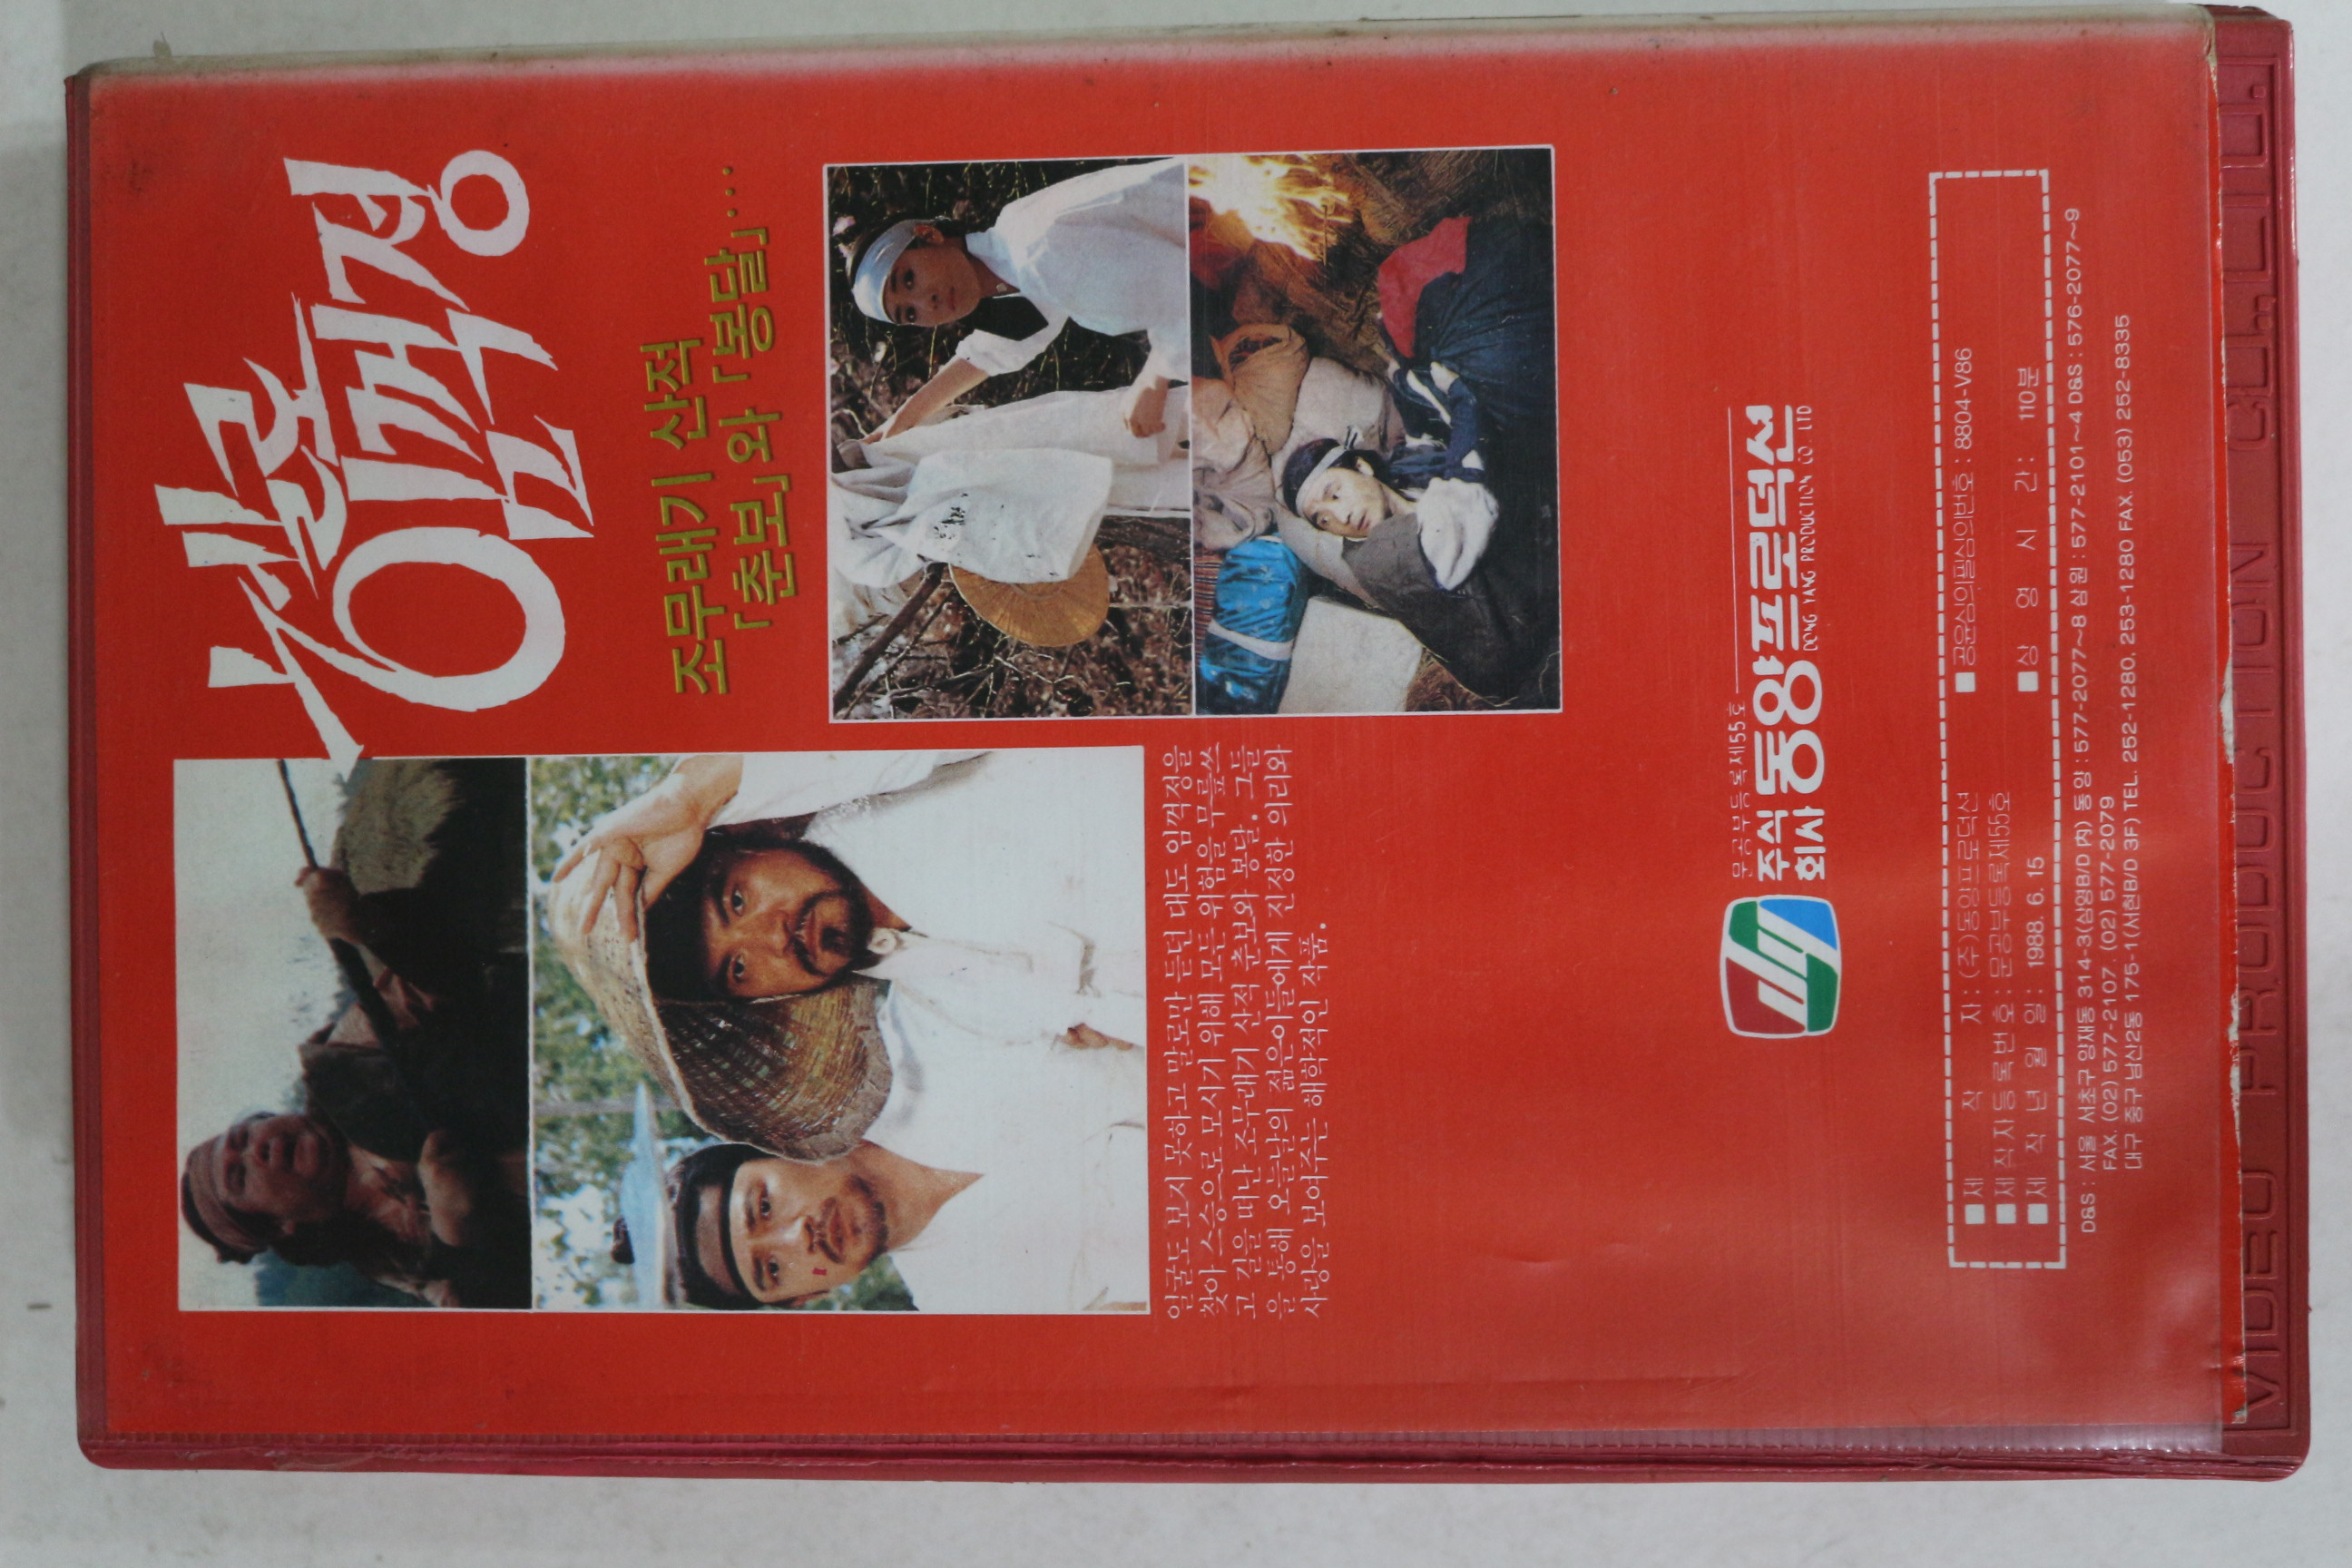 임꺽정
조무래기 산적
「춘보」와 「봉달」…
얼굴도 보지 못하고 말로만 듣던 대도 임꺽정을
찾아 스승으로 모시기 위해 모든 위험을 무릅쓰
고 길을 떠난 조무래기 산적 춘보와 봉달. 그들
을 통해 오늘날의 젊은이들에게 진정한 의리와
사랑을 보여주는 해학적인 작품.
문공부등록제55호
주식회사 동양프로덕션
DONG YANG PRODUCTION CO. LTD
■제 작 자 : (주)동양프로덕션 ■공윤심의필심의번호 : 8804-V86
■제작자등록번호 : 문공부등록제55호
■제 작 년 월 일 : 1988. 6. 15 ■상 영 시 간 : 110분
D&S : 서울 서초구 양재동 314-3(삼영B/D 内) 동양 : 577-2077~8 삼원 : 577-2101~4 D&S : 576-2077~9
FAX (02) 577-2107. (02) 577-2079
대구 중구 남산2동 175-1 (서현B/D 3F) TEL. 252-1280, 253-1280 FAX. (053) 252-8335
VIDEO PRODUCTION CO.,LTD.